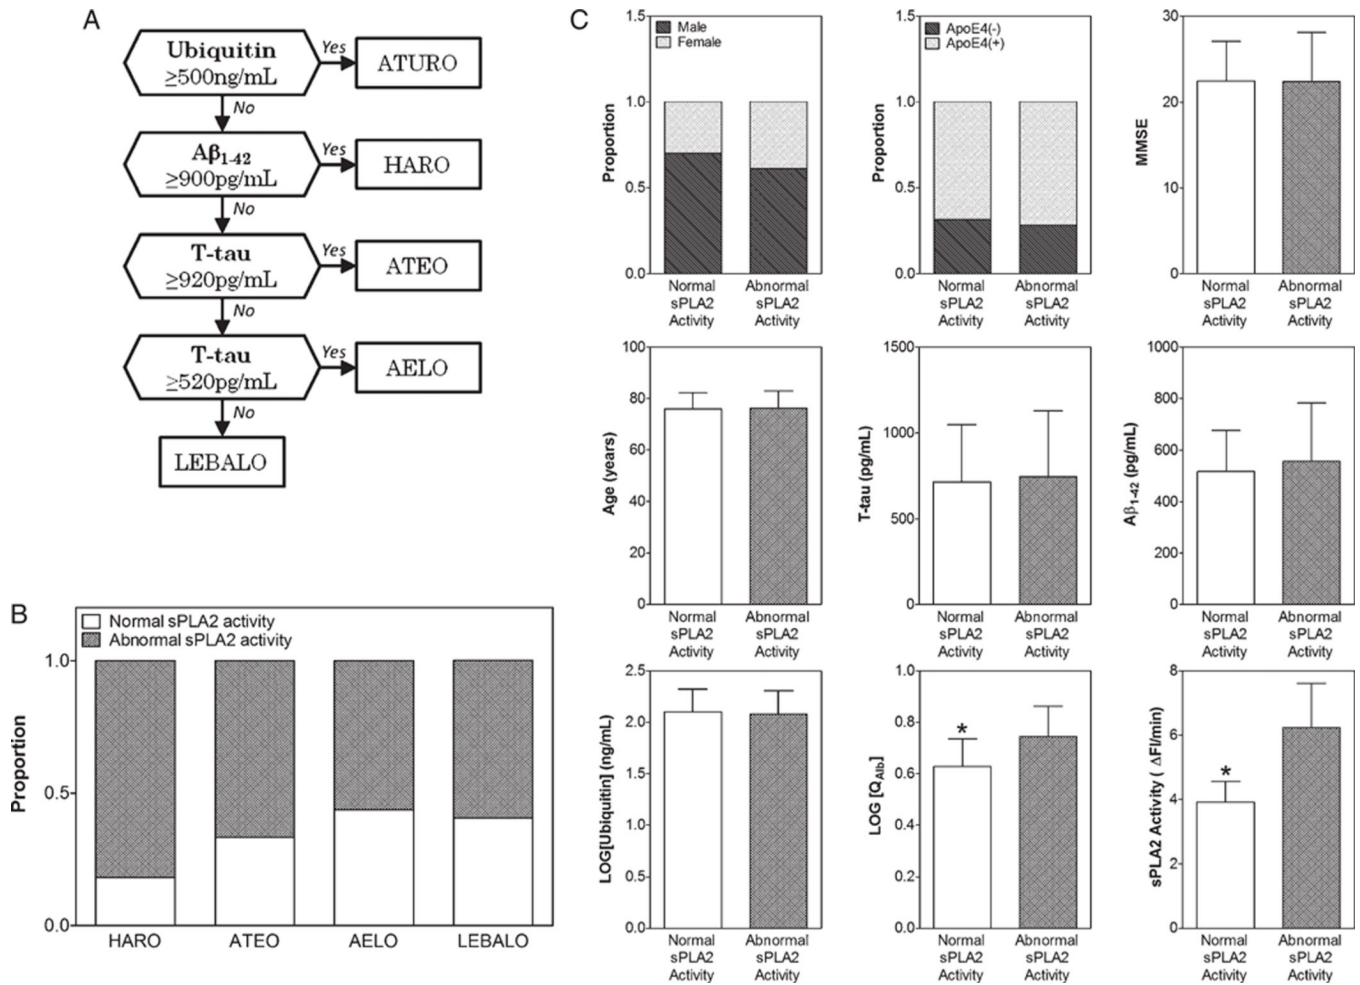 A
Ubiquitin
≥500ng/mL
Yes
ATURO
No
Aβ1-42
≥900pg/mL
Yes
HARO
No
T-tau
≥920pg/mL
Yes
ATEO
No
T-tau
≥520pg/mL
Yes
AELO
No
LEBALO
B
Normal sPLA2 activity
Abnormal sPLA2 activity
Proportion
1.0
0.5
0.0
HARO
ATEO
AELO
LEBALO
C
Male
Female
Proportion
1.5
1.0
0.5
0.0
Normal
sPLA2
Activity
Abnormal
sPLA2
Activity
ApoE4(-)
ApoE4(+)
Proportion
1.5
1.0
0.5
0.0
Normal
sPLA2
Activity
Abnormal
sPLA2
Activity
MMSE
30
20
10
0
Normal
sPLA2
Activity
Abnormal
sPLA2
Activity
Age (years)
100
80
60
40
20
0
Normal
sPLA2
Activity
Abnormal
sPLA2
Activity
T-tau (pg/mL)
1500
1000
500
0
Normal
sPLA2
Activity
Abnormal
sPLA2
Activity
Aβ1-42 (pg/mL)
1000
800
600
400
200
0
Normal
sPLA2
Activity
Abnormal
sPLA2
Activity
LOG[Ubiquitin] (ng/mL)
2.5
2.0
1.5
1.0
0.5
0.0
Normal
sPLA2
Activity
Abnormal
sPLA2
Activity
LOG [QAlb]
1.0
0.8
0.6
0.4
0.2
0.0
*
Normal
sPLA2
Activity
Abnormal
sPLA2
Activity
sPLA2 Activity ( ΔFI/min)
8
6
4
2
0
*
Normal
sPLA2
Activity
Abnormal
sPLA2
Activity